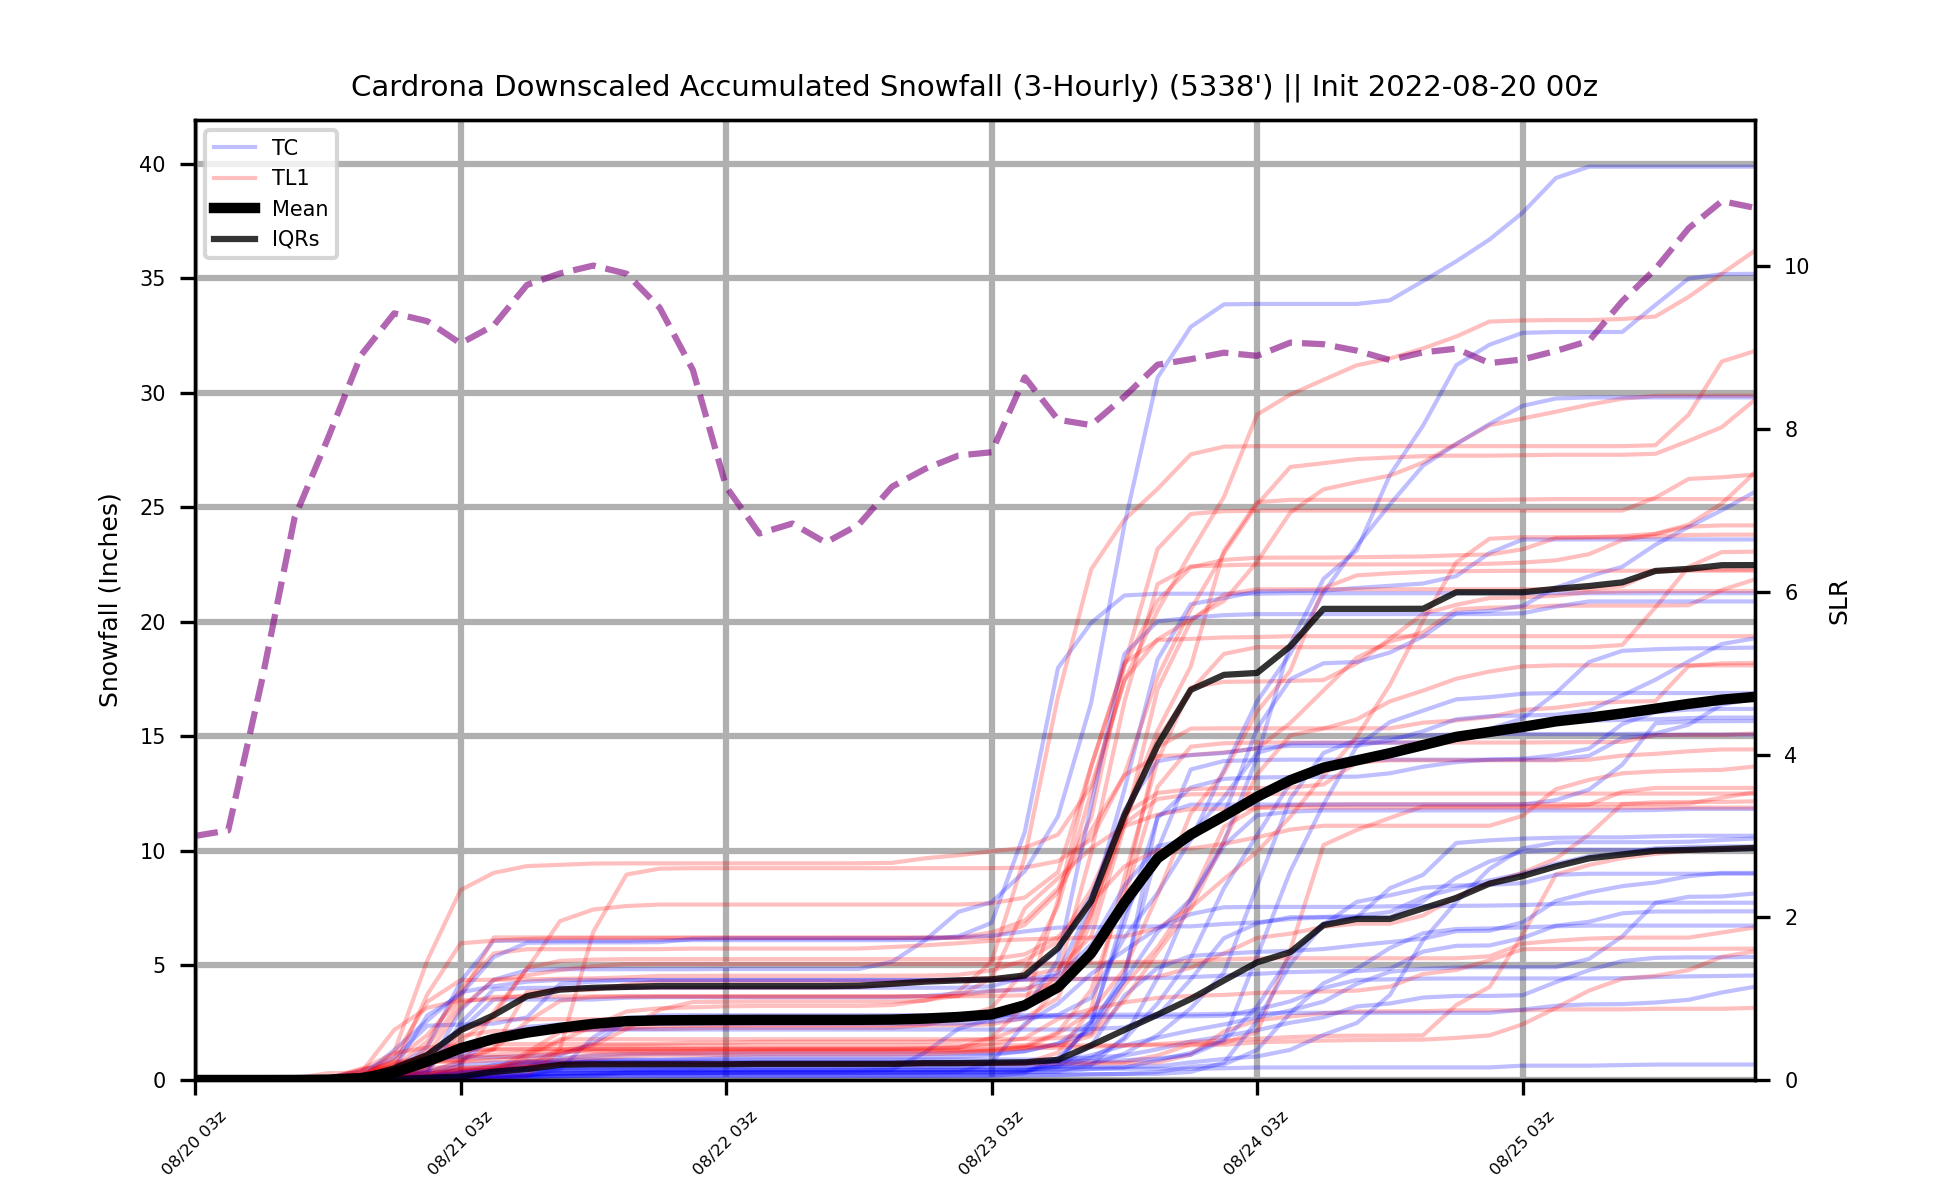 Cardrona Downscaled Accumulated Snowfall (3-Hourly) (5338') || Init 2022-08-20 00z
TC
TL1
Mean
IQRs
40
35
30
25
20
15
10
5
0
Snowfall (Inches)
10
8
6
4
2
0
SLR
08/20 03z
08/21 03z
08/22 03z
08/23 03z
08/24 03z
08/25 03z